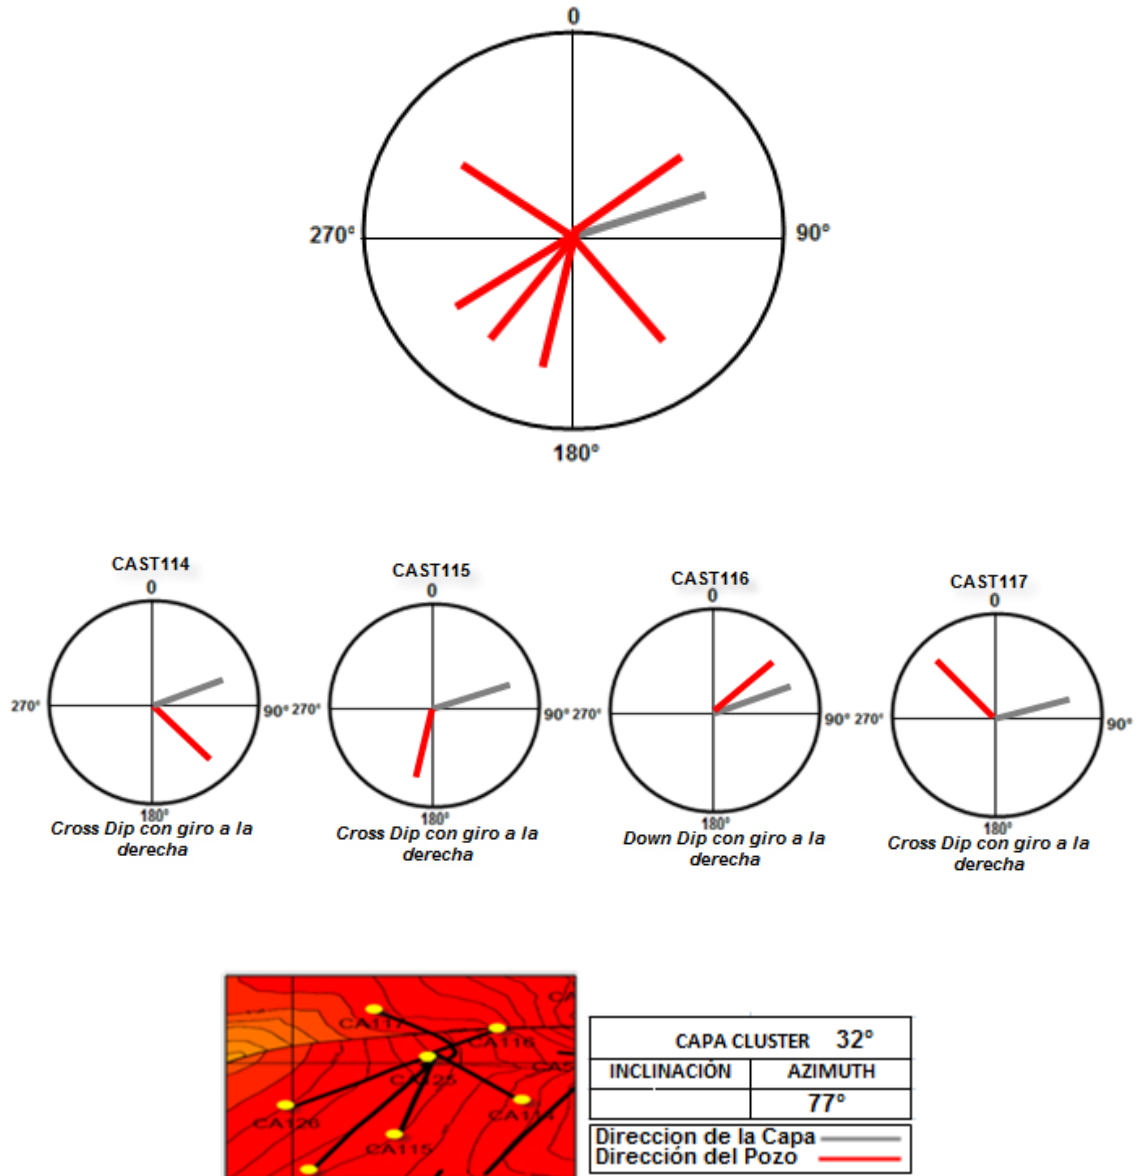 0
270°
90°
180°
CAST114
CAST115
CAST116
CAST117
0
0
0
0
270°
90°
270°
90°
270°
90°
270°
90°
180°
180°
180°
180°
Cross Dip con giro a la
derecha
Cross Dip con giro a la
derecha
Down Dip con giro a la
derecha
Cross Dip con giro a la
derecha
CA117
CA116
CA125
CA114
CA120
CA115
CAPA CLUSTER 32°
INCLINACIÓN AZIMUTH
77°
Direccion de la Capa
Dirección del Pozo